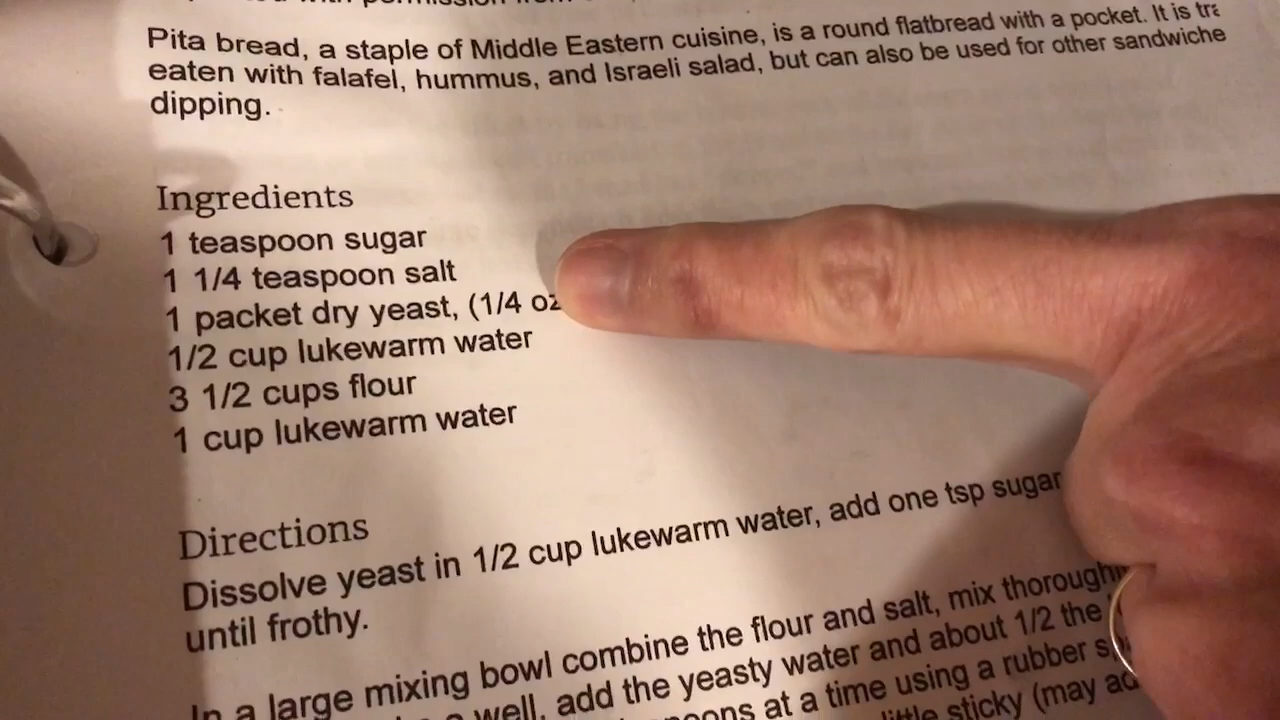 Pita bread, a staple of Middle Eastern cuisine, is a round flatbread with a pocket. It is
eaten with falafel, hummus, and Israeli salad, but can also be used for other
dipping.
Ingredients
1 teaspoon sugar
1 1/4 teaspoon salt
1 packet dry yeast, (1/4 oz
1/2 cup lukewarm water
3 1/2 cups flour
1 cup lukewarm water
Directions
Dissolve yeast in 1/2 cup lukewarm water, add one tsp sugar
until frothy.
In a large mixing bowl combine the flour and salt, mix
well, add the yeasty water and about 1/2 the
at a time using a rubber
little sticky (may